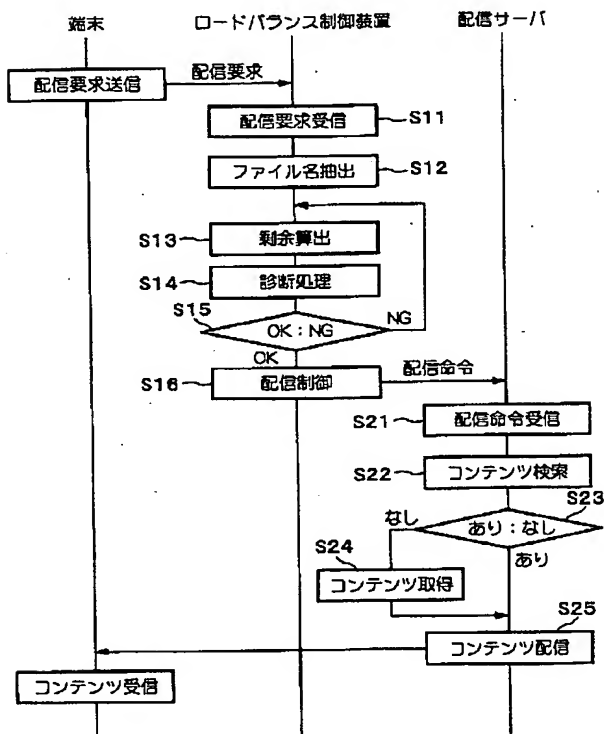 端末
ロードバランス制御装置
配信サーバ
配信要求送信
配信要求
配信要求受信
S11
ファイル名抽出
S12
S13
剰余算出
S14
診断処理
S15
OK:NG
NG
OK
S16
配信制御
配信命令
S21
配信命令受信
S22
コンテンツ検索
S23
あり:なし
なし
あり
S24
コンテンツ取得
S25
コンテンツ配信
コンテンツ受信